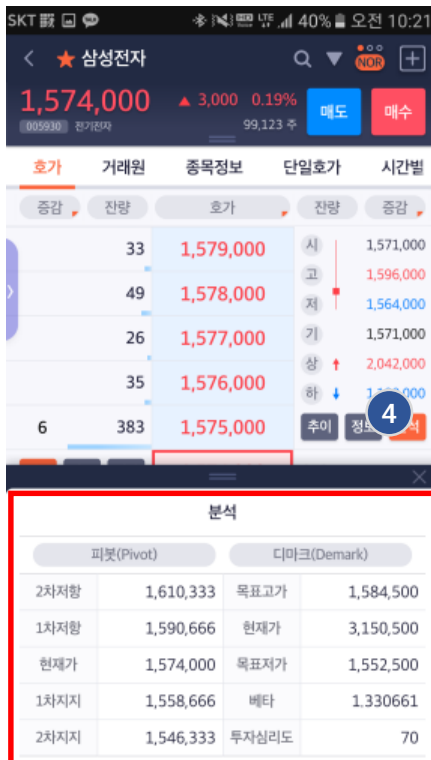 SKT 40% 오전 10:21
삼성전자 NOR
1,574,000 ▲ 3,000 0.19% 매도 매수
005930 전기전자 99,123 주
호가 거래원 종목정보 단일호가 시간별
증감 잔량 호가 잔량 증감
33 1,579,000 시 1,571,000
고 1,596,000
49 1,578,000 저 1,564,000
26 1,577,000 기 1,571,000
상 2,042,000
35 1,576,000 하
4
6 383 1,575,000 추이
분석
피봇(Pivot) 디마크(Demark)
2차저항 1,610,333 목표고가 1,584,500
1차저항 1,590,666 현재가 3,150,500
현재가 1,574,000 목표저가 1,552,500
1차지지 1,558,666 베타 1.330661
2차지지 1,546,333 투자심리도 70